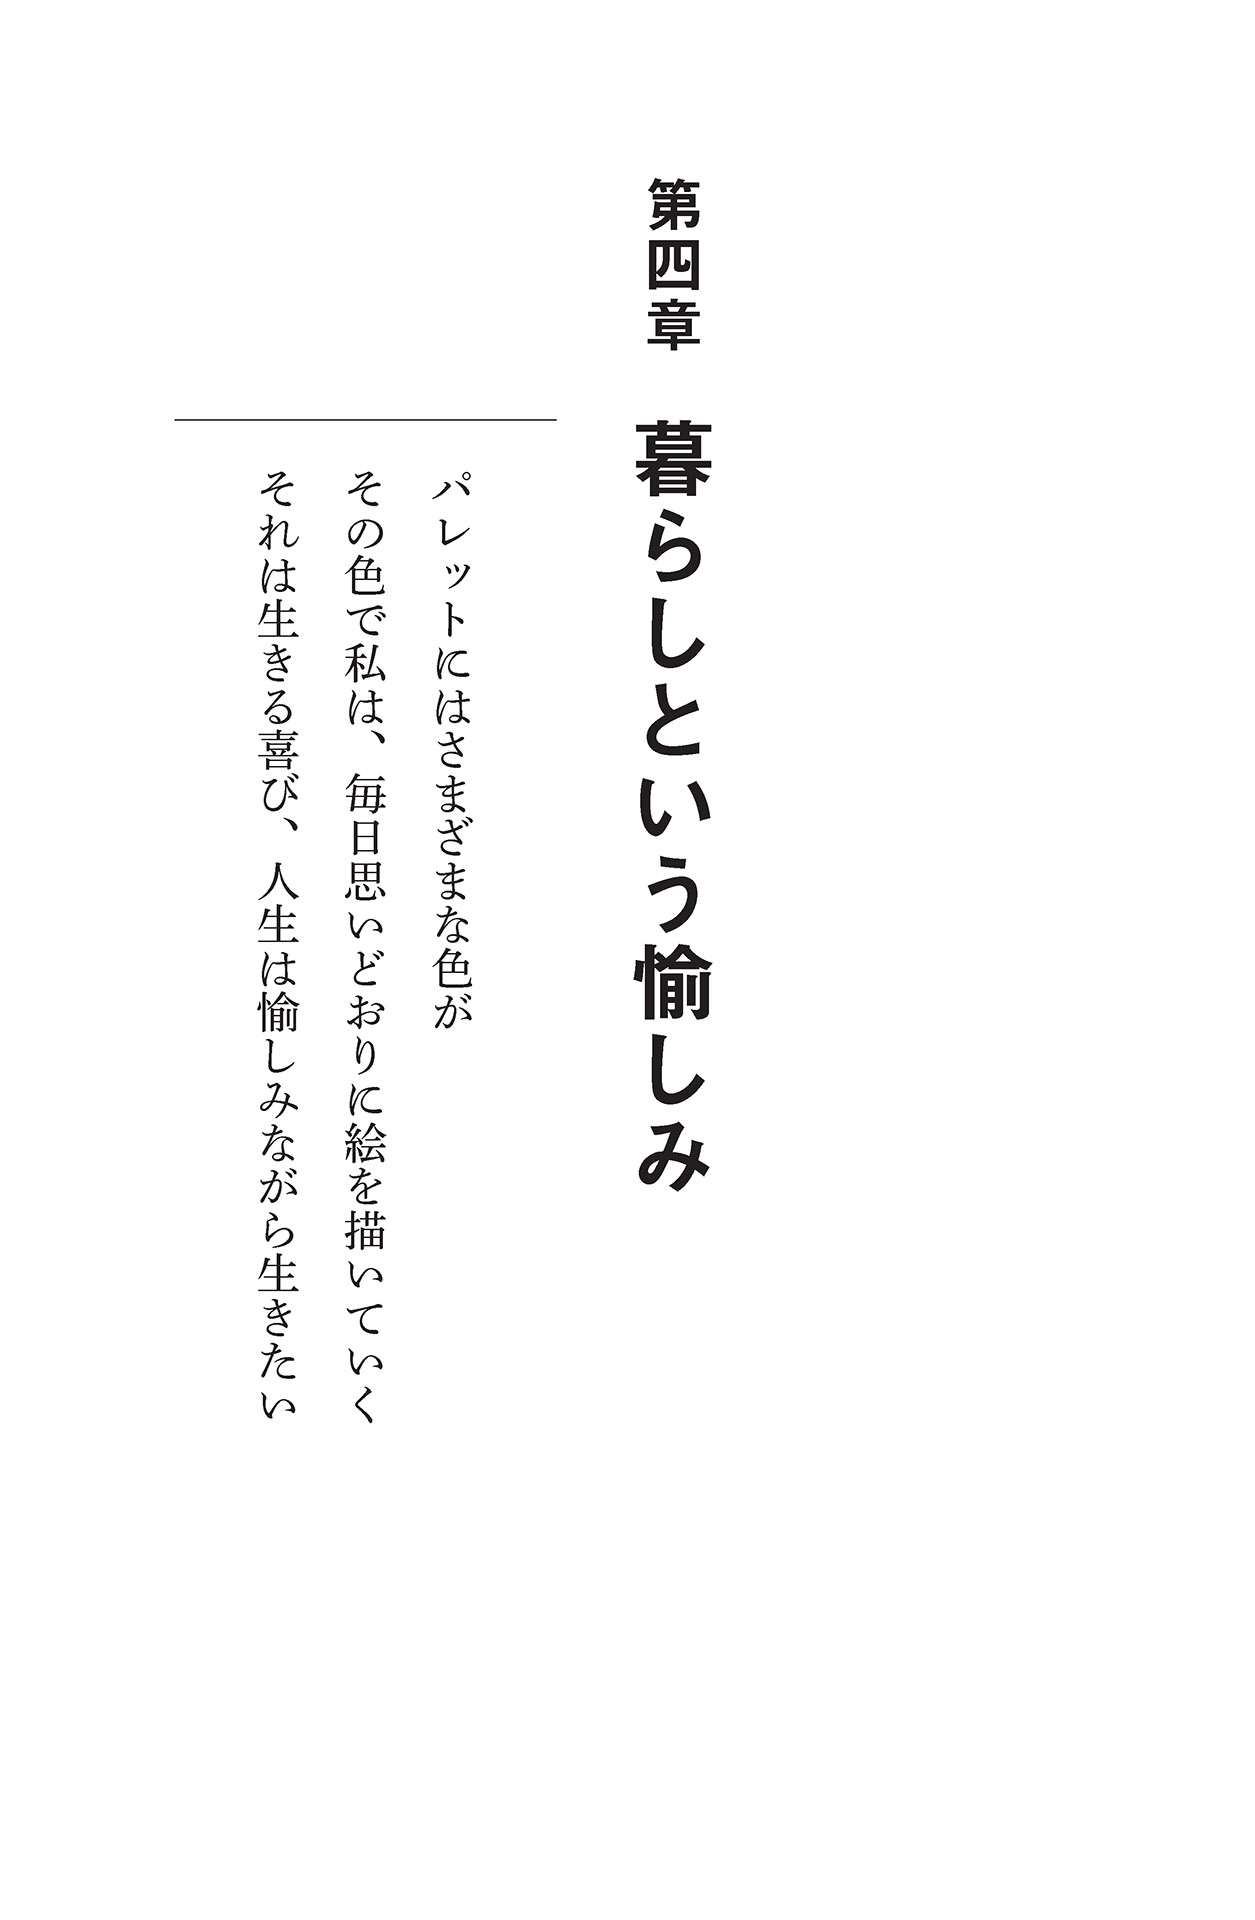 第四章　暮らしという愉しみ
パレットにはさまざまな色が
その色で私は、毎日思いどおりに絵を描いていく
それは生きる喜び、人生は愉しみながら生きたい